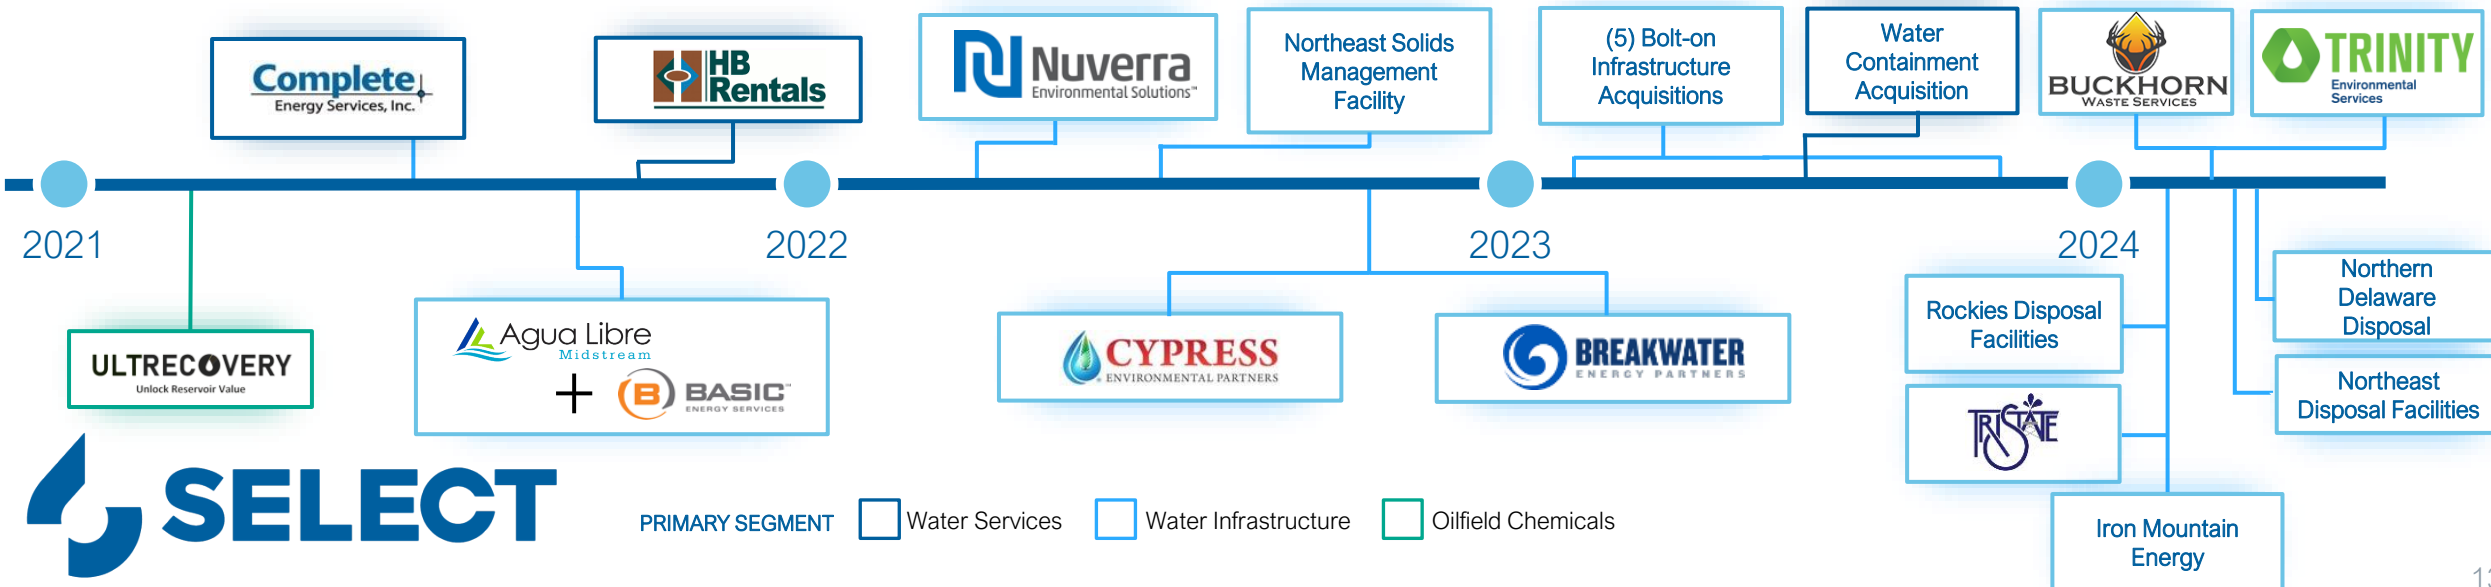 Complete
Energy Services, Inc.
HB
Rentals
Nuverra
Environmental Solutions™
Northeast Solids
Management
Facility
(5) Bolt-on
Infrastructure
Acquisitions
Water
Containment
Acquisition
BUCKHORN
WASTE SERVICES
TRINITY
Environmental
Services
2021
2022
2023
2024
ULTRECOVERY
Unlock Reservoir Value
Agua Libre
Midstream
+
B BASIC™
ENERGY SERVICES
CYPRESS
ENVIRONMENTAL PARTNERS
BREAKWATER
ENERGY PARTNERS
Rockies Disposal
Facilities
TRISTATE
Iron Mountain
Energy
Northern
Delaware
Disposal
Northeast
Disposal Facilities
SELECT
PRIMARY SEGMENT
Water Services
Water Infrastructure
Oilfield Chemicals